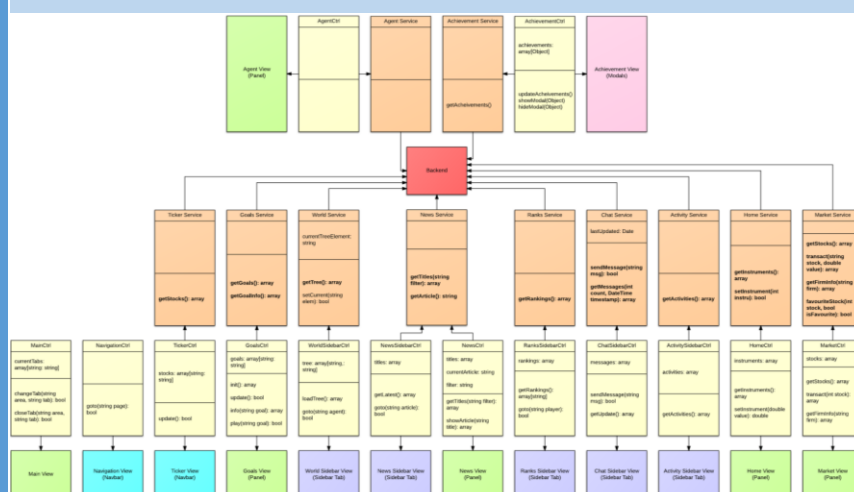 AgentCtrl
Agent Service
Achievement Service
AchievementCtrl
Agent View
(Panel)
achievements:
array[Object]
Achievement View
(Modals)
getAcheivements()
updateAcheivements()
showModal(Object)
hideModal(Object)
Backend
Ticker Service
Goals Service
World Service
News Service
Ranks Service
Chat Service
Activity Service
Home Service
Market Service
currentTreeElement:
string
lastUpdated: Date
getStocks(): array
getGoals(): array
getGoalInfo(): array
getTree(): array
setCurrent(string
elem): bool
getTitles(string
filter): array
getArticle(): string
getRankings(): array
sendMessage(string
msg): bool
getMessages(int
count, DateTime
timestamp): array
getActivities(): array
getInstruments():
array
setInstrument(int
instru): bool
getStocks(): array
transact(string
stock, double
value): array
getFirmInfo(string
firm): array
favouriteStock(int
stock, bool
isFavourite): bool
MainCtrl
NavigationCtrl
TickerCtrl
GoalsCtrl
WorldSidebarCtrl
NewsSidebarCtrl
NewsCtrl
RanksSidebarCtrl
ChatSidebarCtrl
ActivitySidebarCtrl
HomeCtrl
MarketCtrl
currentTabs:
array[string: string]
changeTab(string
area, string tab): bool
closeTab(string area,
string tab): bool
goto(string page):
bool
stocks: array[string:
string]
update(): bool
goals: array[string:
string]
init(): array
update(): bool
info(string goal): array
play(string goal): bool
tree: array[string,:
string]
loadTree(): array
goto(string agent):
bool
titles: array
getLatest(): array
goto(string article):
bool
titles: array
currentArticle: string
filter: string
getTitles(string filter):
array
showArticle(string
title): array
rankings: array
getRankings():
array[string]
goto(string player):
bool
messages: array
sendMessage(string
msg): bool
getUpdate(): array
activities: array
getActivities(): array
instruments: array
getInstruments():
array
setInstrument(double
value): double
stocks: array
getStocks(): array
transact(int stock):
array
getFirmInfo(string
firm): array
Main View
Navigation View
(Navbar)
Ticker View
(Navbar)
Goals View
(Panel)
World Sidebar View
(Sidebar Tab)
News Sidebar View
(Sidebar Tab)
News View
(Panel)
Ranks Sidebar View
(Sidebar Tab)
Chat Sidebar View
(Sidebar Tab)
Activity Sidebar View
(Sidebar Tab)
Home View
(Panel)
Market View
(Panel)